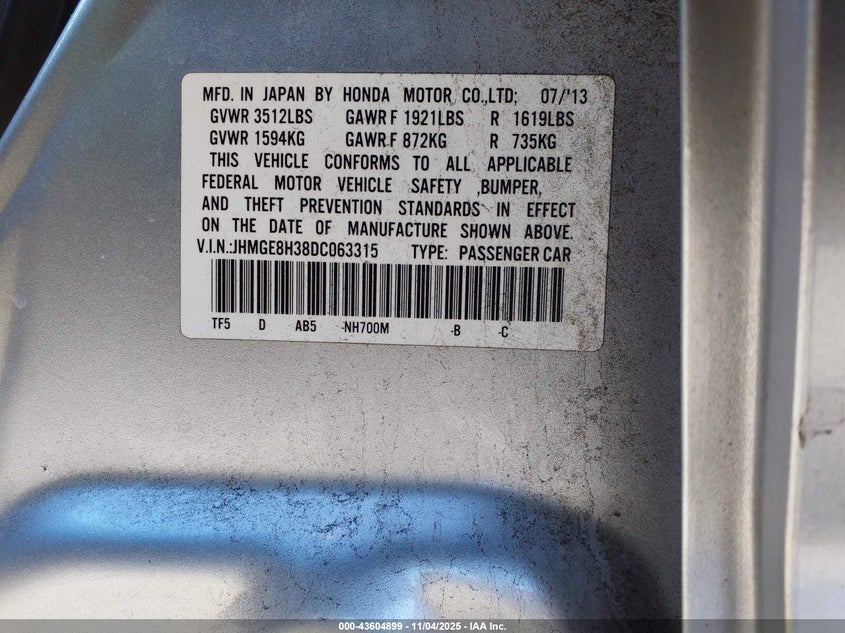 MFD. IN JAPAN BY HONDA MOTOR CO.,LTD; 07/'13
GVWR 3512LBS GAWR F 1921LBS R 1619LBS
GVWR 1594KG GAWR F 872KG R 735KG
THIS VEHICLE CONFORMS TO ALL APPLICABLE
FEDERAL MOTOR VEHICLE SAFETY ,BUMPER,
AND THEFT PREVENTION STANDARDS IN EFFECT
ON THE DATE OF MANUFACTURE SHOWN ABOVE.
V.I.N.:JHMGE8H38DC063315 TYPE: PASSENGER CAR
TF5 D AB5 -NH700M -B -C
000-43604899 - 11/04/2025 - IAA Inc.